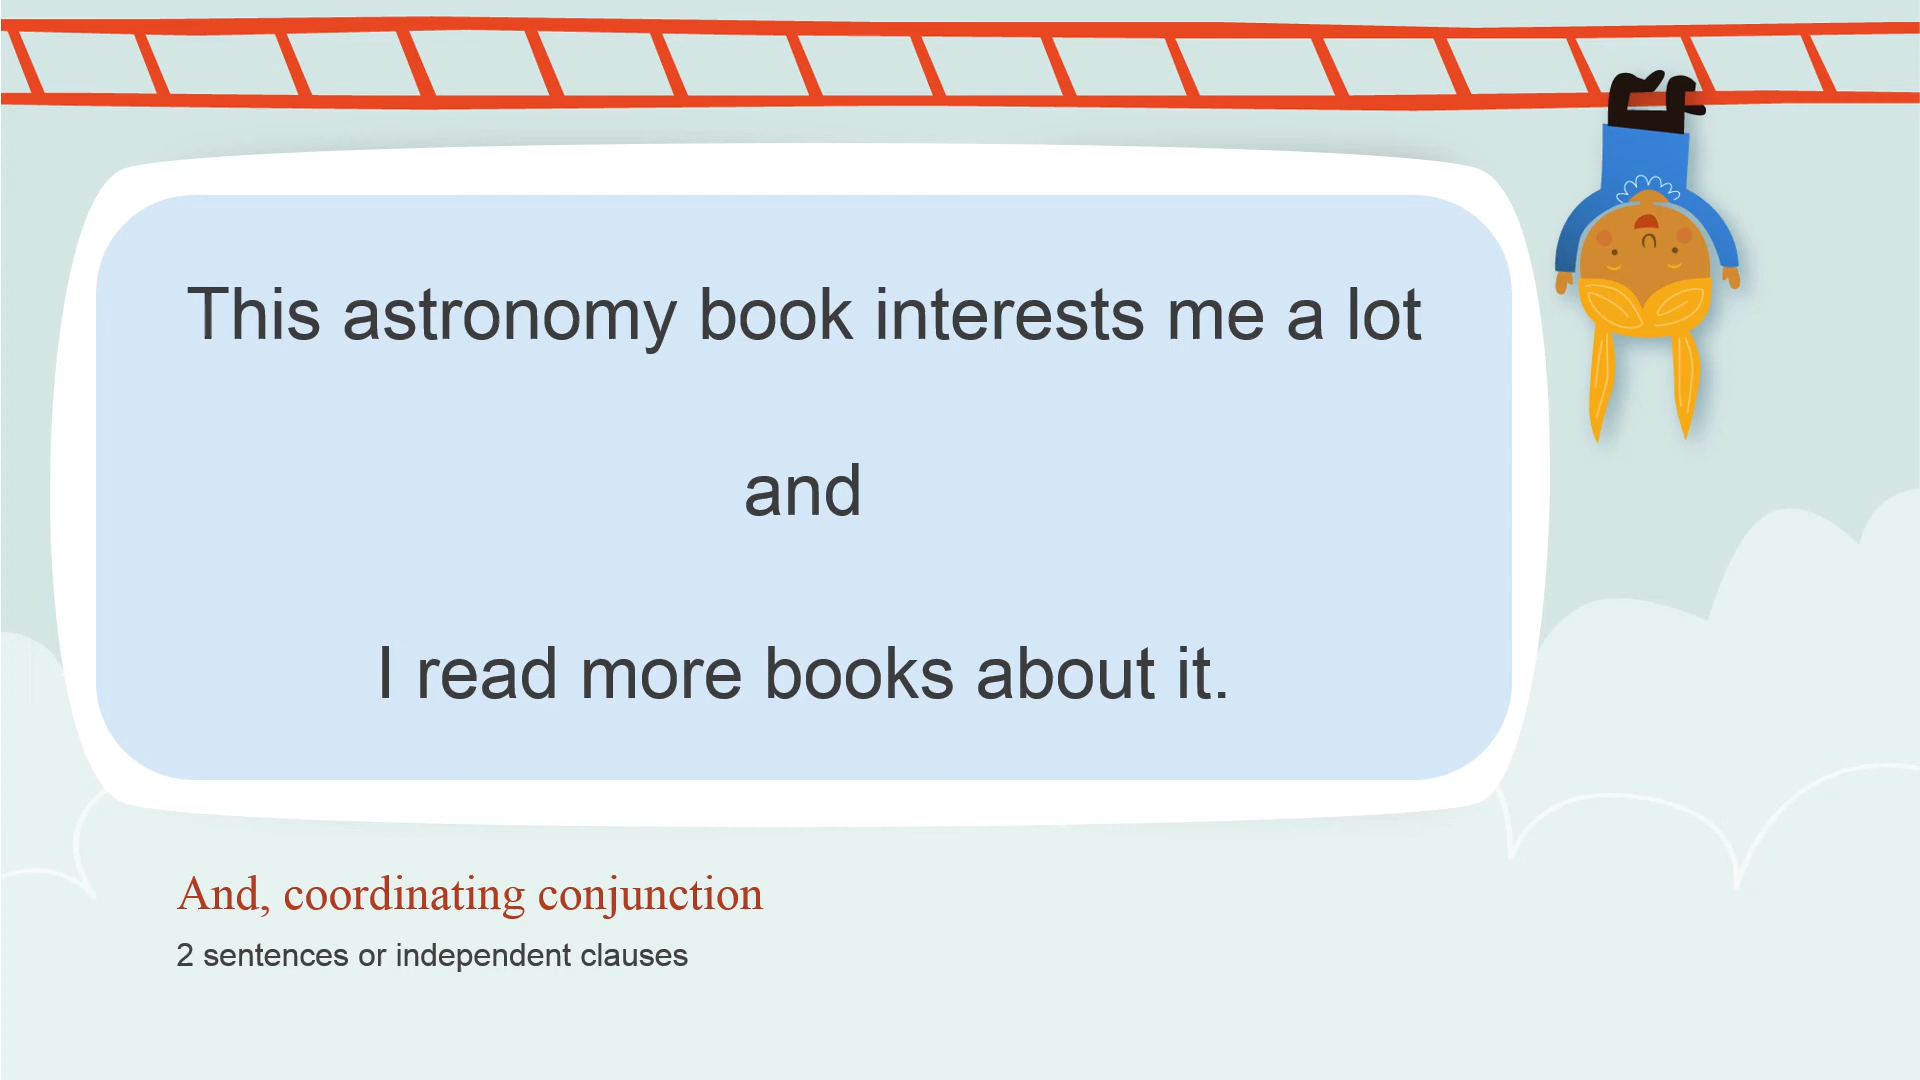 This astronomy book interests me a lot
and
I read more books about it.
And, coordinating conjunction
2 sentences or independent clauses